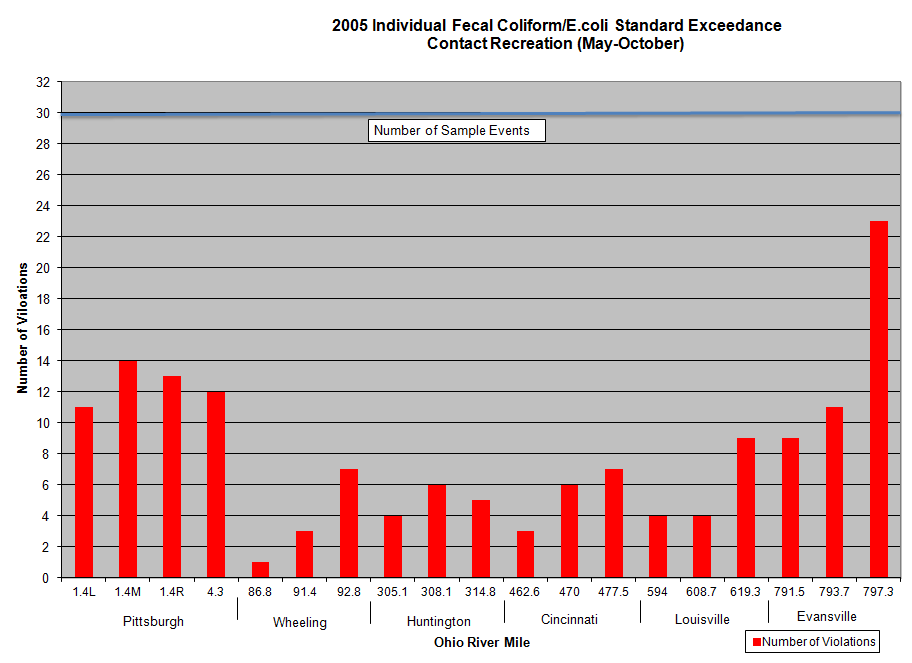 2005 Individual Fecal Coliform/E.coli Standard Exceedance
Contact Recreation (May-October)
32
30
28
26
24
22
20
18
16
14
12
10
8
6
4
2
0
Number of Viloations
Number of Sample Events
1.4L 1.4M 1.4R 4.3 86.8 91.4 92.8 305.1 308.1 314.8 462.6 470 477.5 594 608.7 619.3 791.5 793.7 797.3
Pittsburgh Wheeling Huntington Cincinnati Louisville Evansville
Ohio River Mile
Number of Violations